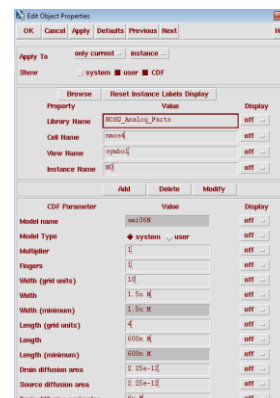 Edit Object Properties
OK Cancel Apply Defaults Previous Next
Apply To only current instance
Show system user CDF
Browse Reset Instance Labels Display
Property Value Display
Library Name NCSU_Analog_Parts off
Cell Name nmos4 off
View Name symbol off
Instance Name off
Add Delete Modify
CDF Parameter Value Display
Model name ami06N off
Model Type system user off
Multiplier 1 off
Fingers 1 off
Width (grid units) 10 off
Width 1.5u M off
Width (minimum) 1.5u M off
Length (grid units) 4 off
Length 600n M off
Length (minimum) 600n M off
Drain diffusion area 2.25e-12 off
Source diffusion area 2.25e-12 off